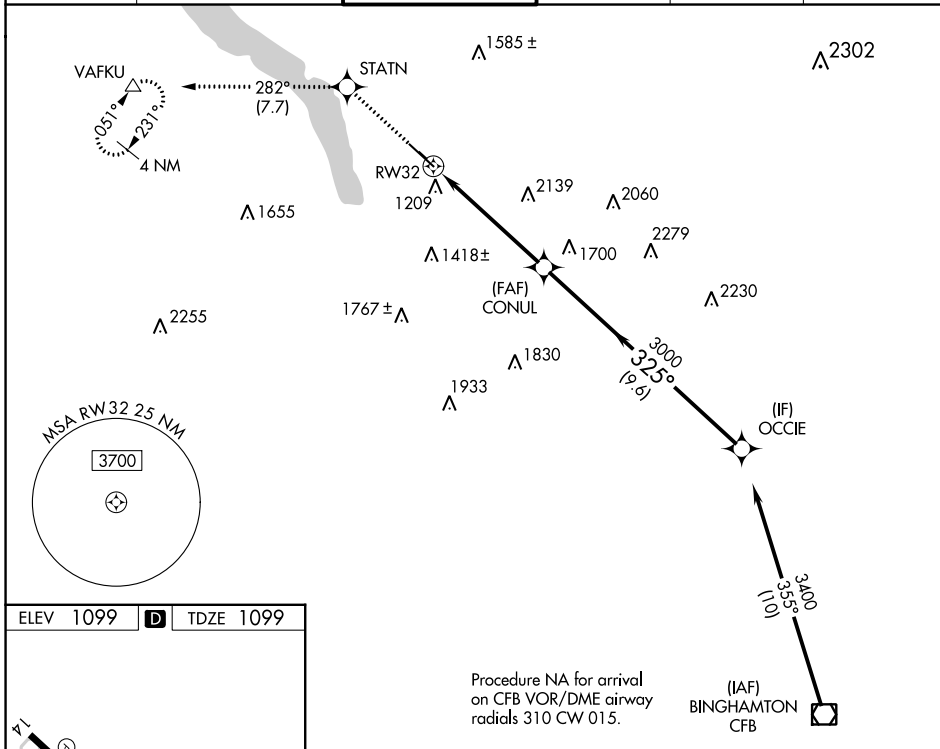 1585 ±
2302
VAFKU
STATN
282°
(7.7)
051°
231°
4 NM
RW32
1209
2139
2060
1655
1418±
1700
2279
(FAF)
CONUL
2230
1767 ±
2255
3000
325°
(9.6)
1830
1933
(IF)
OCCIE
MSA RW32 25 NM
3700
3400
355°
(10)
ELEV 1099 D TDZE 1099
Procedure NA for arrival
on CFB VOR/DME airway
radials 310 CW 015.
(IAF)
BINGHAMTON
CFB
14